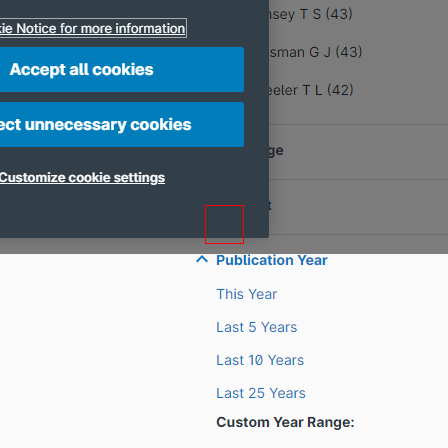 ie Notice for more information
nsey T S (43)
Accept all cookies
sman G J (43)
eeler T L (42)
ect unnecessary cookies
ge
Customize cookie settings
t
Publication Year
This Year
Last 5 Years
Last 10 Years
Last 25 Years
Custom Year Range: